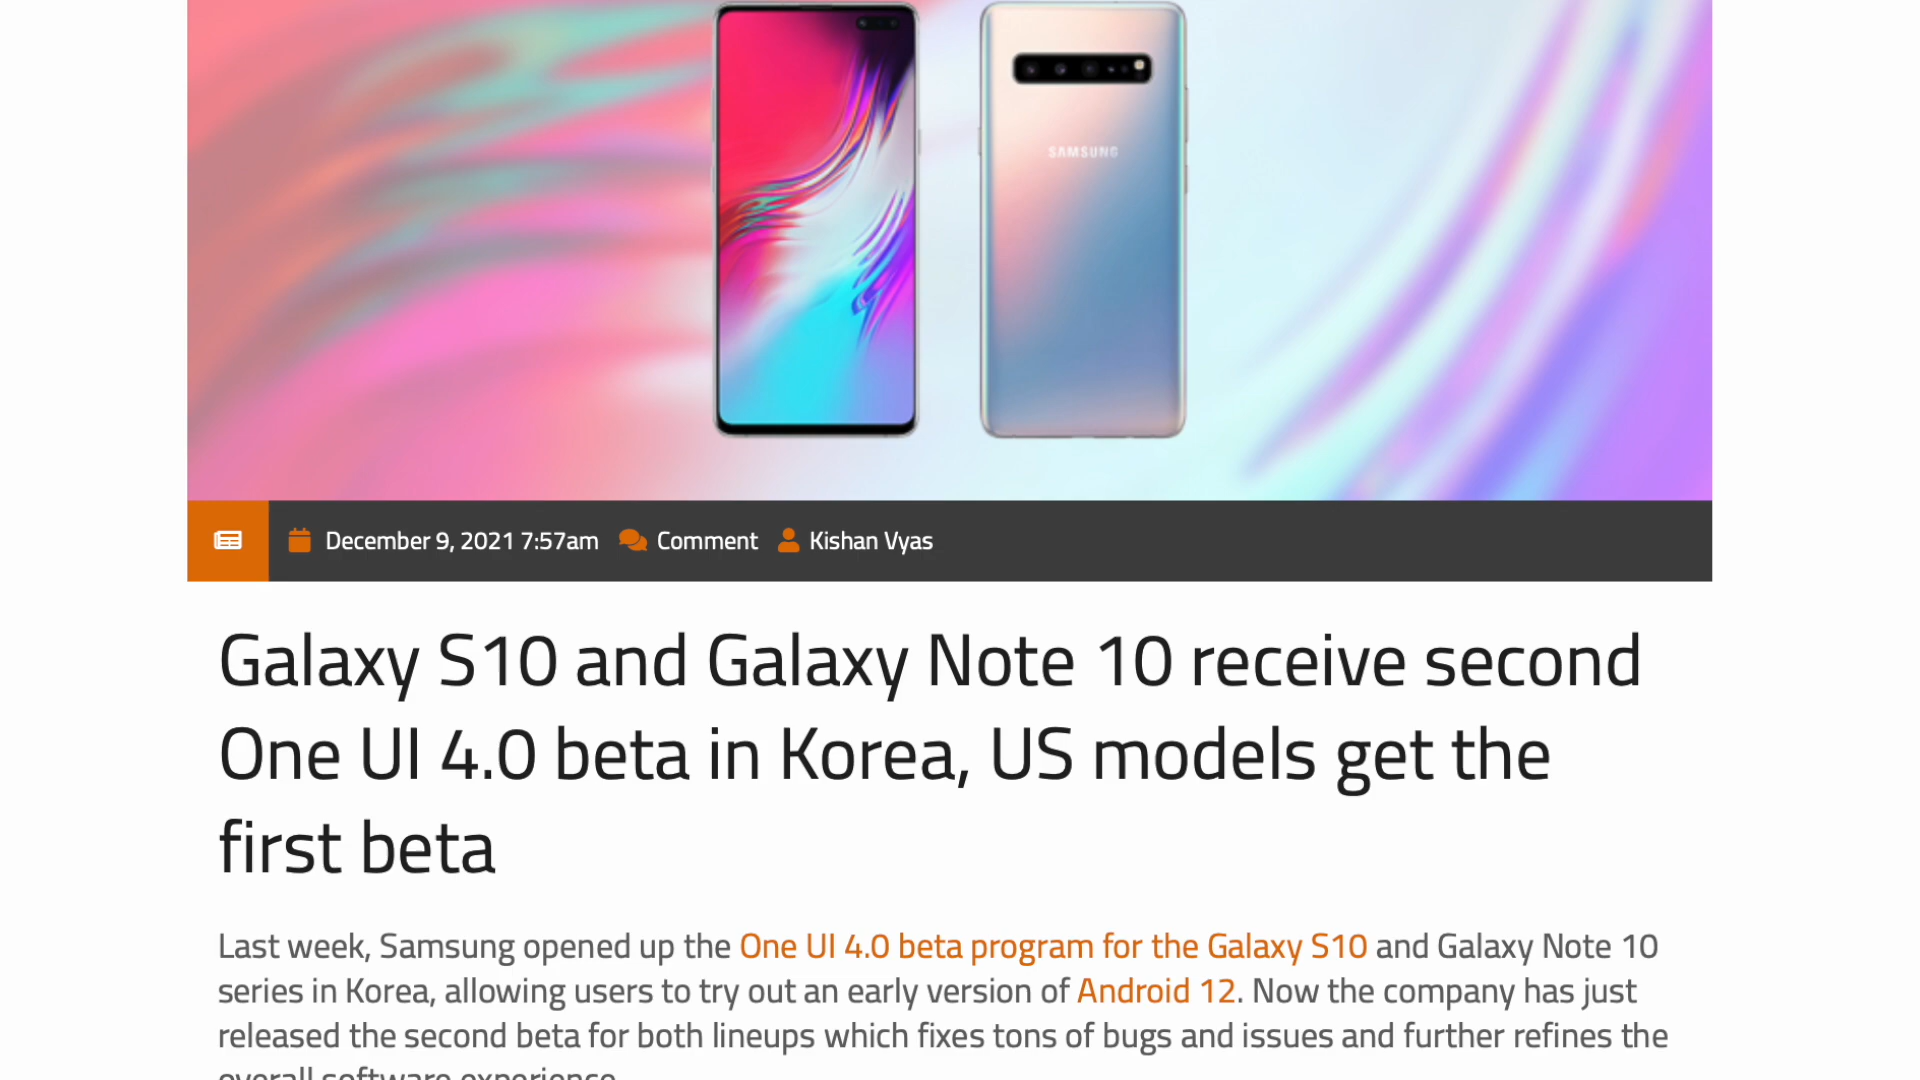 SAMSUNG
December 9, 2021 7:57am Comment Kishan Vyas
Galaxy S10 and Galaxy Note 10 receive second
One UI 4.0 beta in Korea, US models get the
first beta
Last week, Samsung opened up the One UI 4.0 beta program for the Galaxy S10 and Galaxy Note 10
series in Korea, allowing users to try out an early version of Android 12. Now the company has just
released the second beta for both lineups which fixes tons of bugs and issues and further refines the
overall software experience.